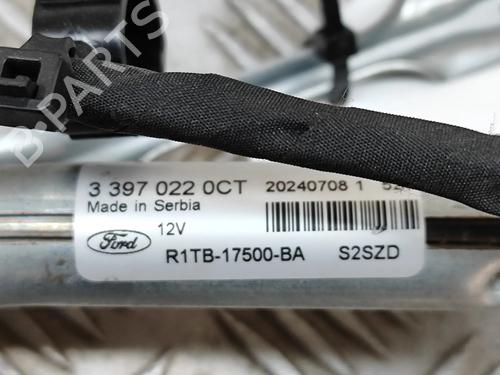 B-PARTS
3 397 022 0CT 20240708 1
Made in Serbia
12V
Ford
R1TB-17500-BA S2SZD